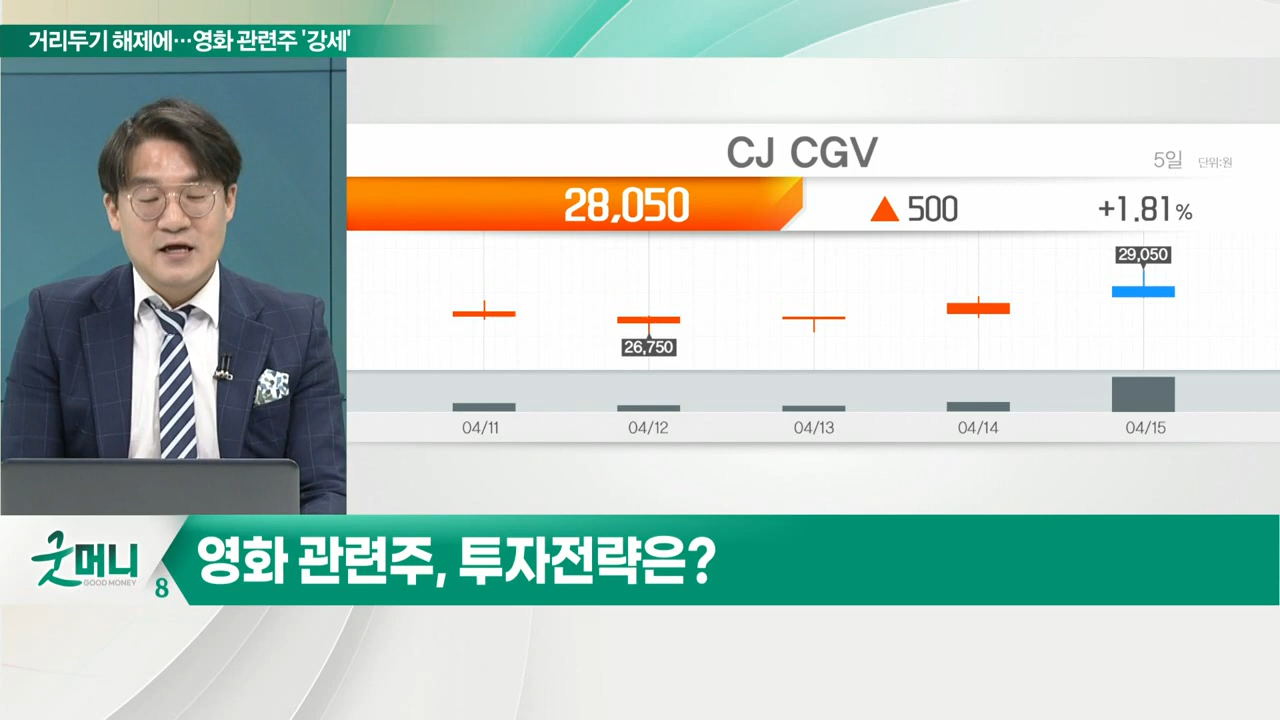 거리두기 해제에…영화 관련주 '강세'
CJ CGV
5일 단위:원
28,050 ▲ 500 +1.81%
29,050
26,750
04/11 04/12 04/13 04/14 04/15
굿머니
GOOD MONEY
8
영화 관련주, 투자전략은?